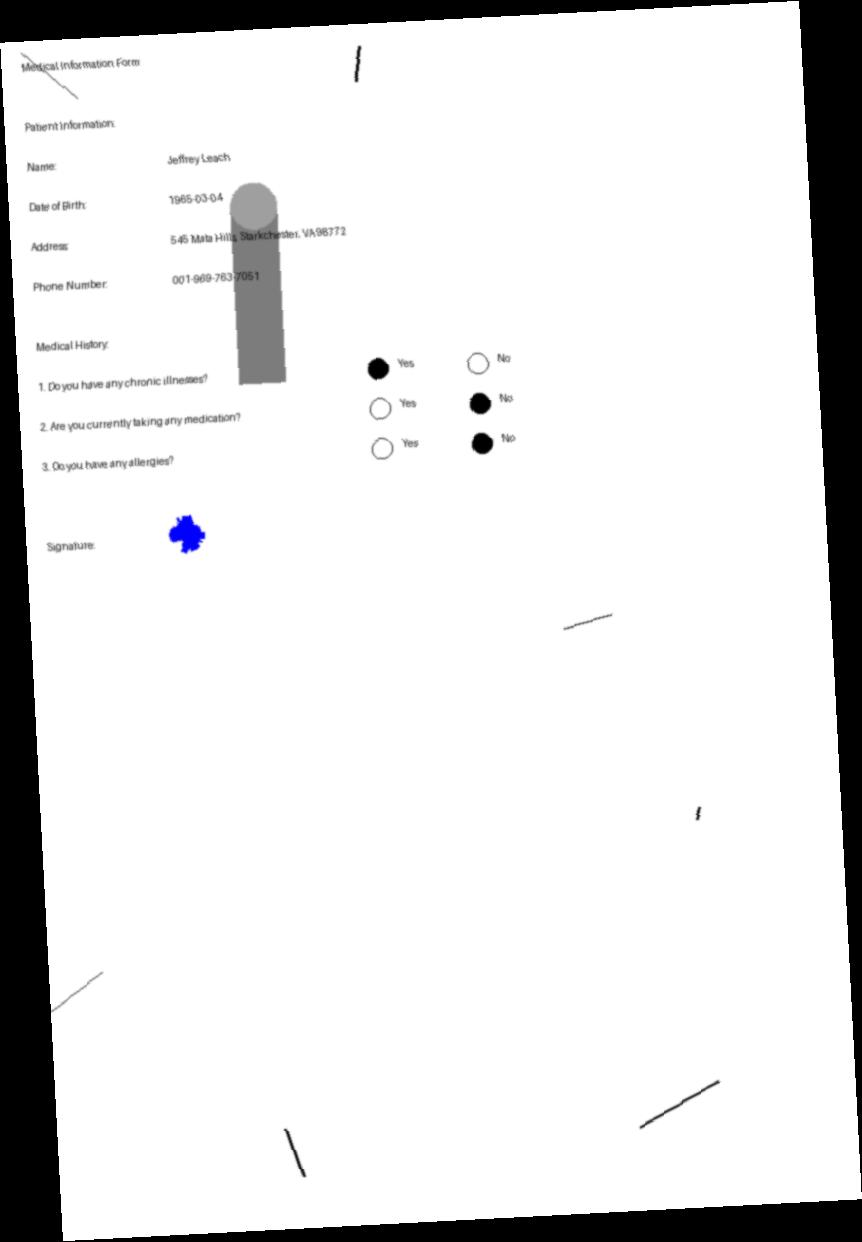 Medical Information Form
Patient Information:
Name: Jeffrey Leach
Date of Birth: 1965-03-04
Address: 545 Mata Hills, Starkchester, VA 98772
Phone Number: 001-969-763-7051
Medical History:
1. Do you have any chronic illnesses? Yes No
2. Are you currently taking any medication? Yes No
3. Do you have any allergies? Yes No
Signature: